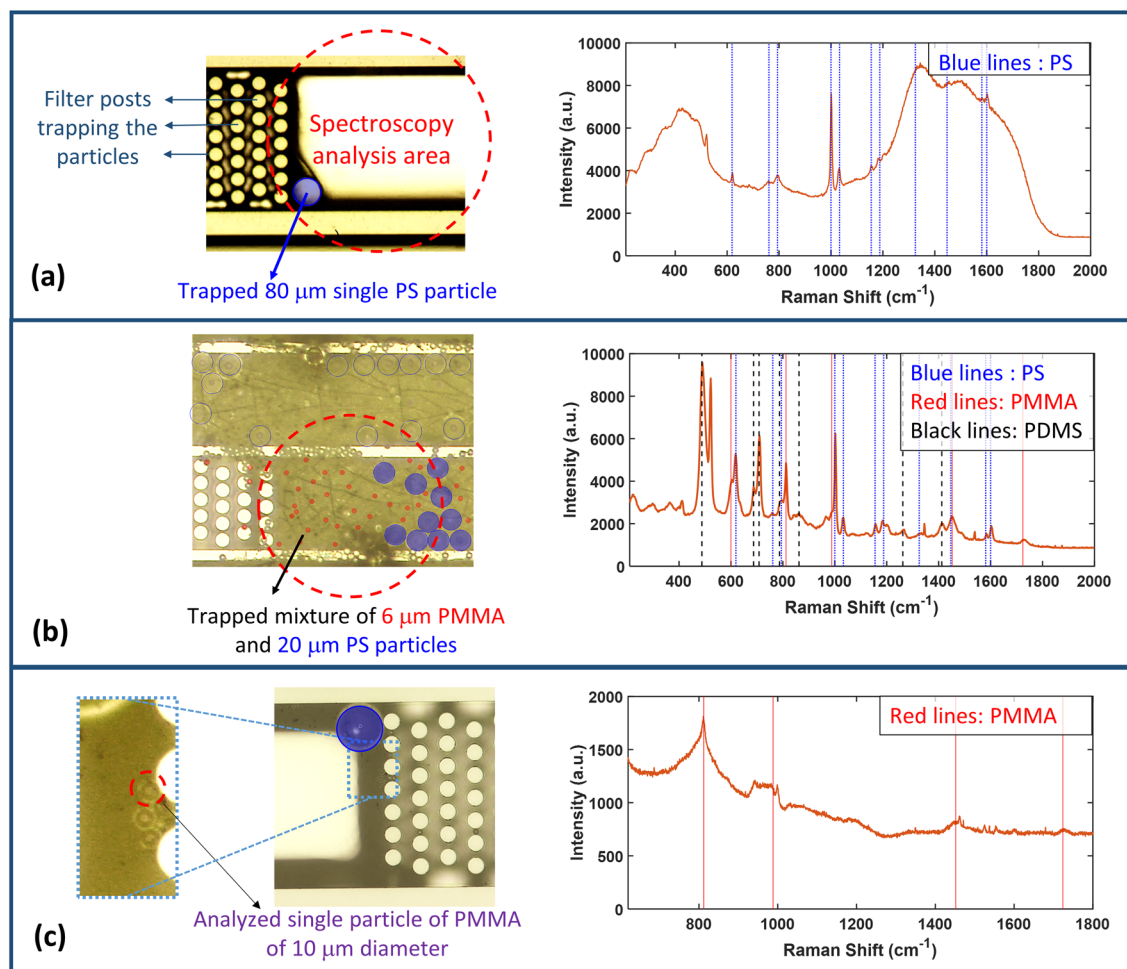 Filter posts
trapping the
particles
Spectroscopy
analysis area
Trapped 80 μm single PS particle
(a)
Blue lines : PS
Intensity (a.u.)
10000
8000
6000
4000
2000
0
400 600 800 1000 1200 1400 1600 1800 2000
Raman Shift (cm⁻¹)
Trapped mixture of 6 μm PMMA
and 20 μm PS particles
(b)
Blue lines : PS
Red lines: PMMA
Black lines: PDMS
Intensity (a.u.)
10000
8000
6000
4000
2000
0
400 600 800 1000 1200 1400 1600 1800 2000
Raman Shift (cm⁻¹)
Analyzed single particle of PMMA
of 10 μm diameter
(c)
Red lines: PMMA
Intensity (a.u.)
2000
1500
1000
500
0
800 1000 1200 1400 1600 1800
Raman Shift (cm⁻¹)